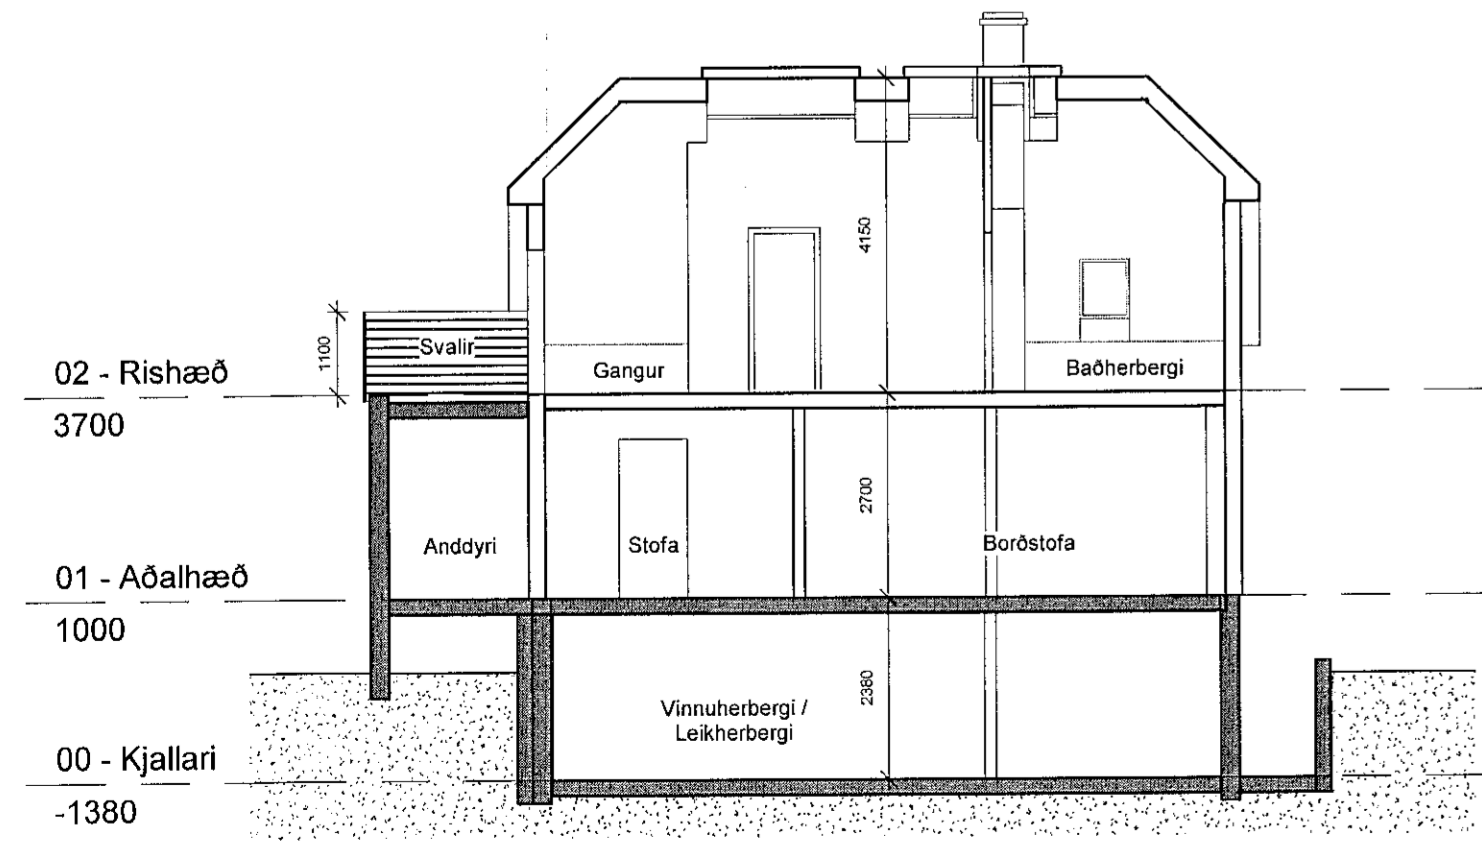 4150
1100
Svalir
Gangur
Baðherbergi
02 - Rishæð
3700
2700
Anddyri
Stofa
Borðstofa
01 - Aðalhæð
1000
2380
Vinnuherbergi /
Leikherbergi
00 - Kjallari
-1380